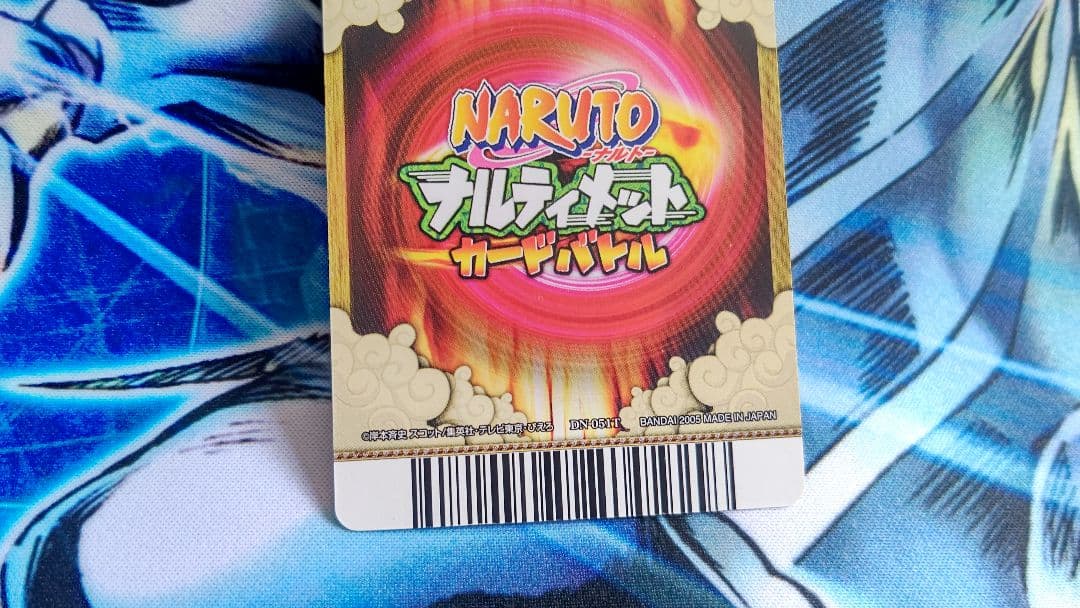 NARUTO
-ナルト-
ナルティメット
カードバトル
©岸本斉史 スコット/集英社・テレビ東京・ぴえろ DN-051-T BANDAI 2005 MADE IN JAPAN